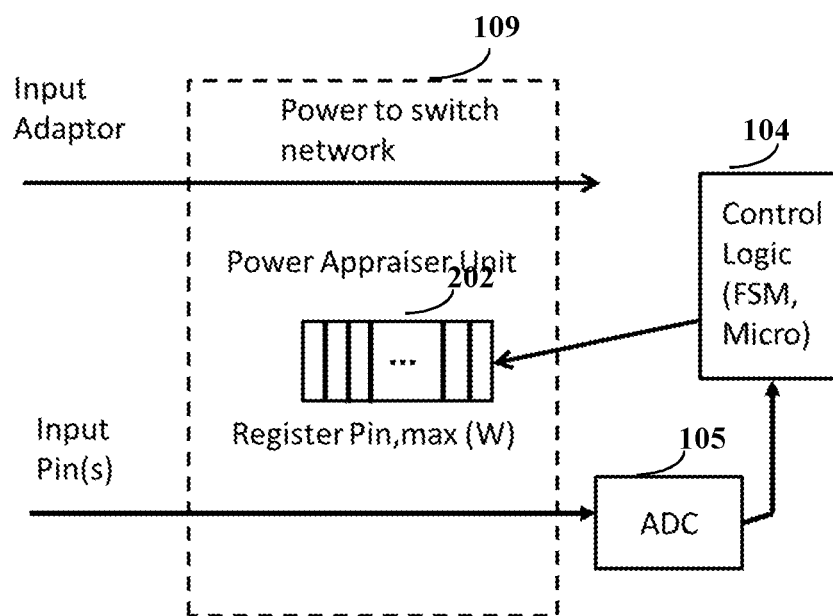 109
Input
Adaptor
Power to switch
network
104
Control
Logic
(FSM,
Micro)
Power Appraiser Unit
202
...
Register Pin,max (W)
Input
Pin(s)
105
ADC